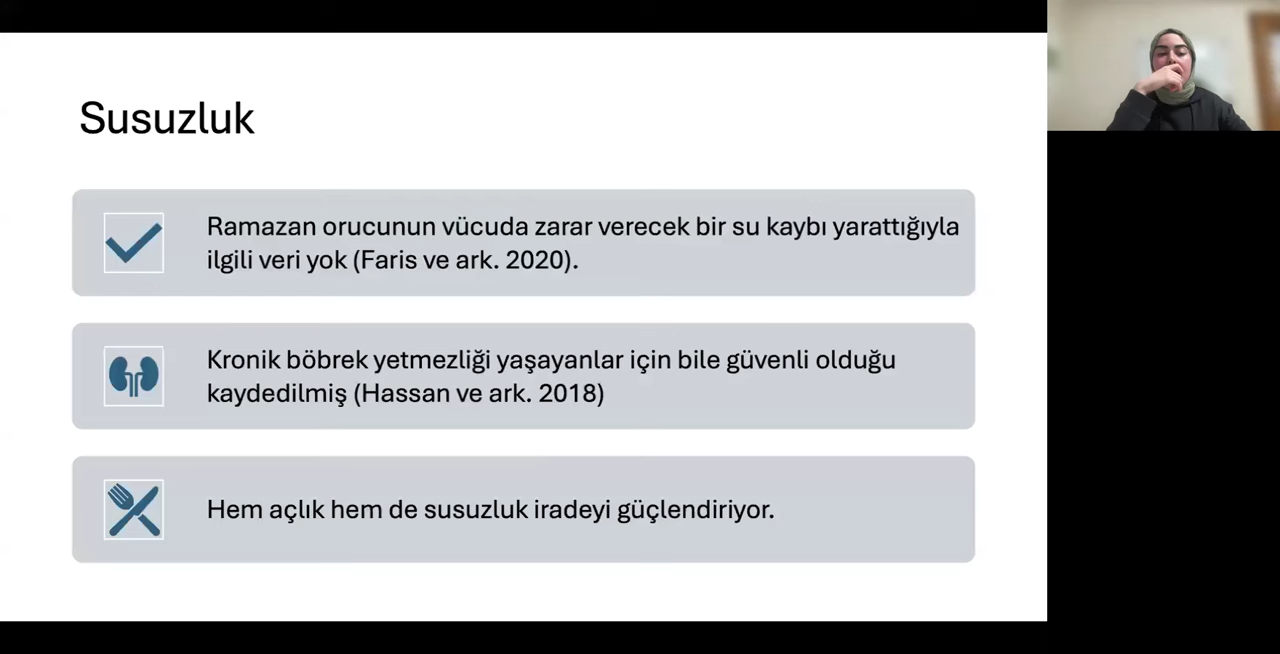 Susuzluk
Ramazan orucunun vücuda zarar verecek bir su kaybı yarattığıyla
ilgili veri yok (Faris ve ark. 2020).
Kronik böbrek yetmezliği yaşayanlar için bile güvenli olduğu
kaydedilmiş (Hassan ve ark. 2018)
Hem açlık hem de susuzluk iradeyi güçlendiriyor.